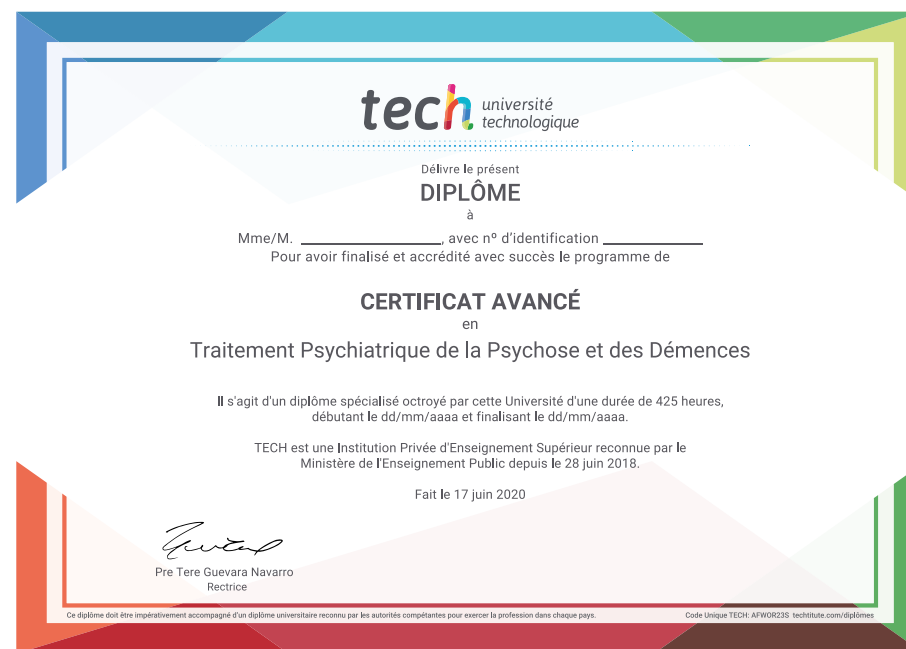 tech université
technologique
Délivre le présent
DIPLÔME
à
Mme/M. ____________________, avec nº d'identification ______________
Pour avoir finalisé et accrédité avec succès le programme de
CERTIFICAT AVANCÉ
en
Traitement Psychiatrique de la Psychose et des Démences
Il s'agit d'un diplôme spécialisé octroyé par cette Université d'une durée de 425 heures,
débutant le dd/mm/aaaa et finalisant le dd/mm/aaaa.
TECH est une Institution Privée d'Enseignement Supérieur reconnue par le
Ministère de l'Enseignement Public depuis le 28 juin 2018.
Fait le 17 juin 2020
Pre Tere Guevara Navarro
Rectrice
Ce diplôme doit être impérativement accompagné d'un diplôme universitaire reconnu par les autorités compétentes pour exercer la profession dans chaque pays.
Code Unique TECH: AFWOR23S techtitute.com/diplômes